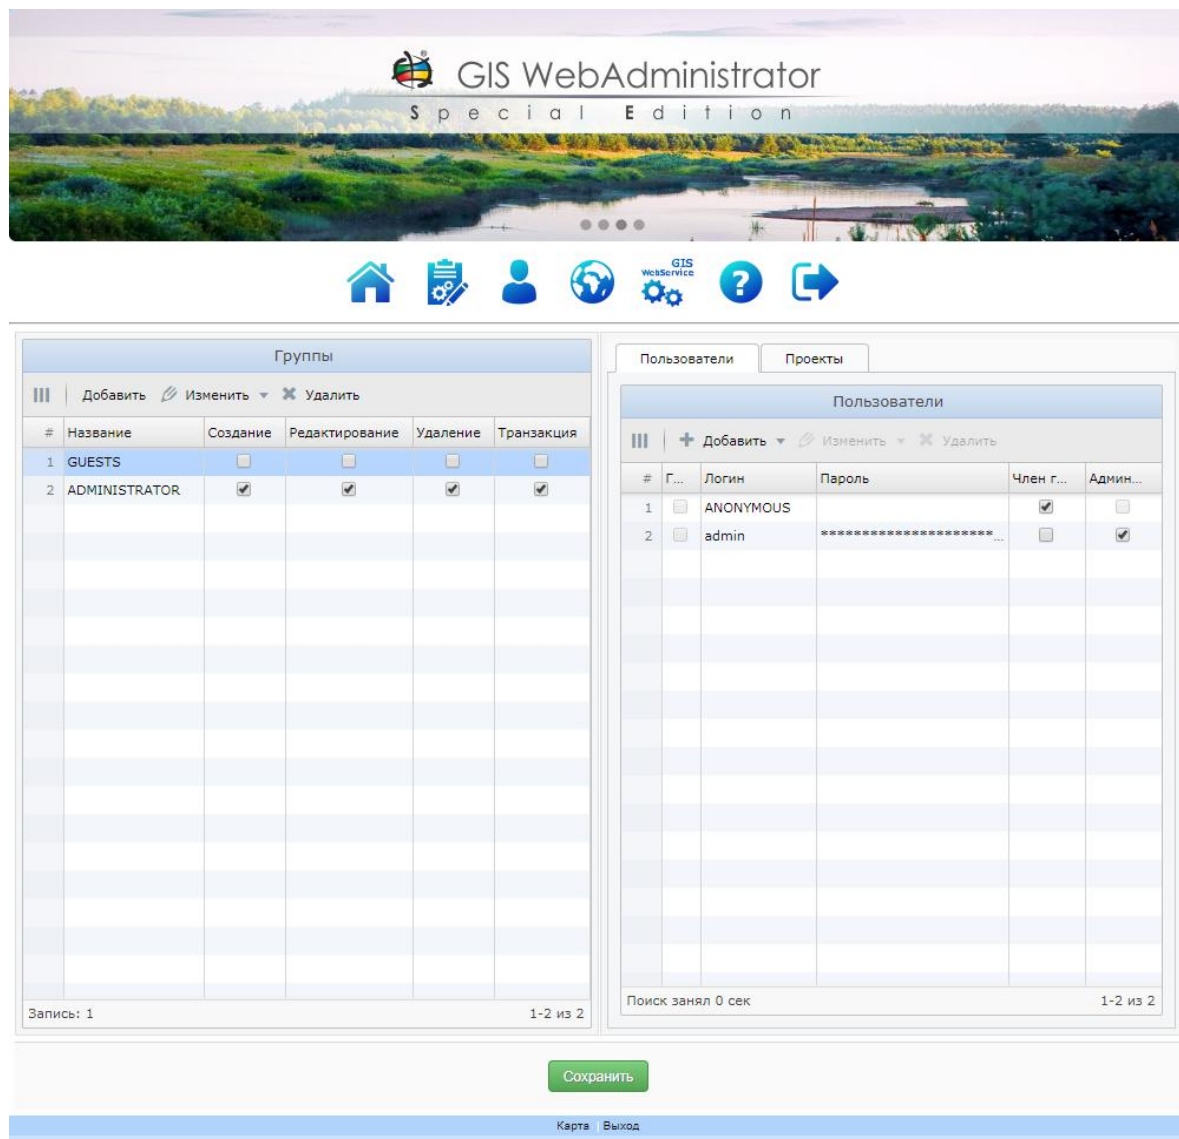 GIS WebAdministrator
Special Edition
GIS
WebService
Группы
Добавить Изменить Удалить
# Название Создание Редактирование Удаление Транзакция
1 GUESTS
2 ADMINISTRATOR
Запись: 1 1-2 из 2
Пользователи Проекты
Пользователи
Добавить Изменить Удалить
# Г... Логин Пароль Член г... Админ...
1 ANONYMOUS
2 admin *********************...
Поиск занял 0 сек 1-2 из 2
Сохранить
Карта | Выход